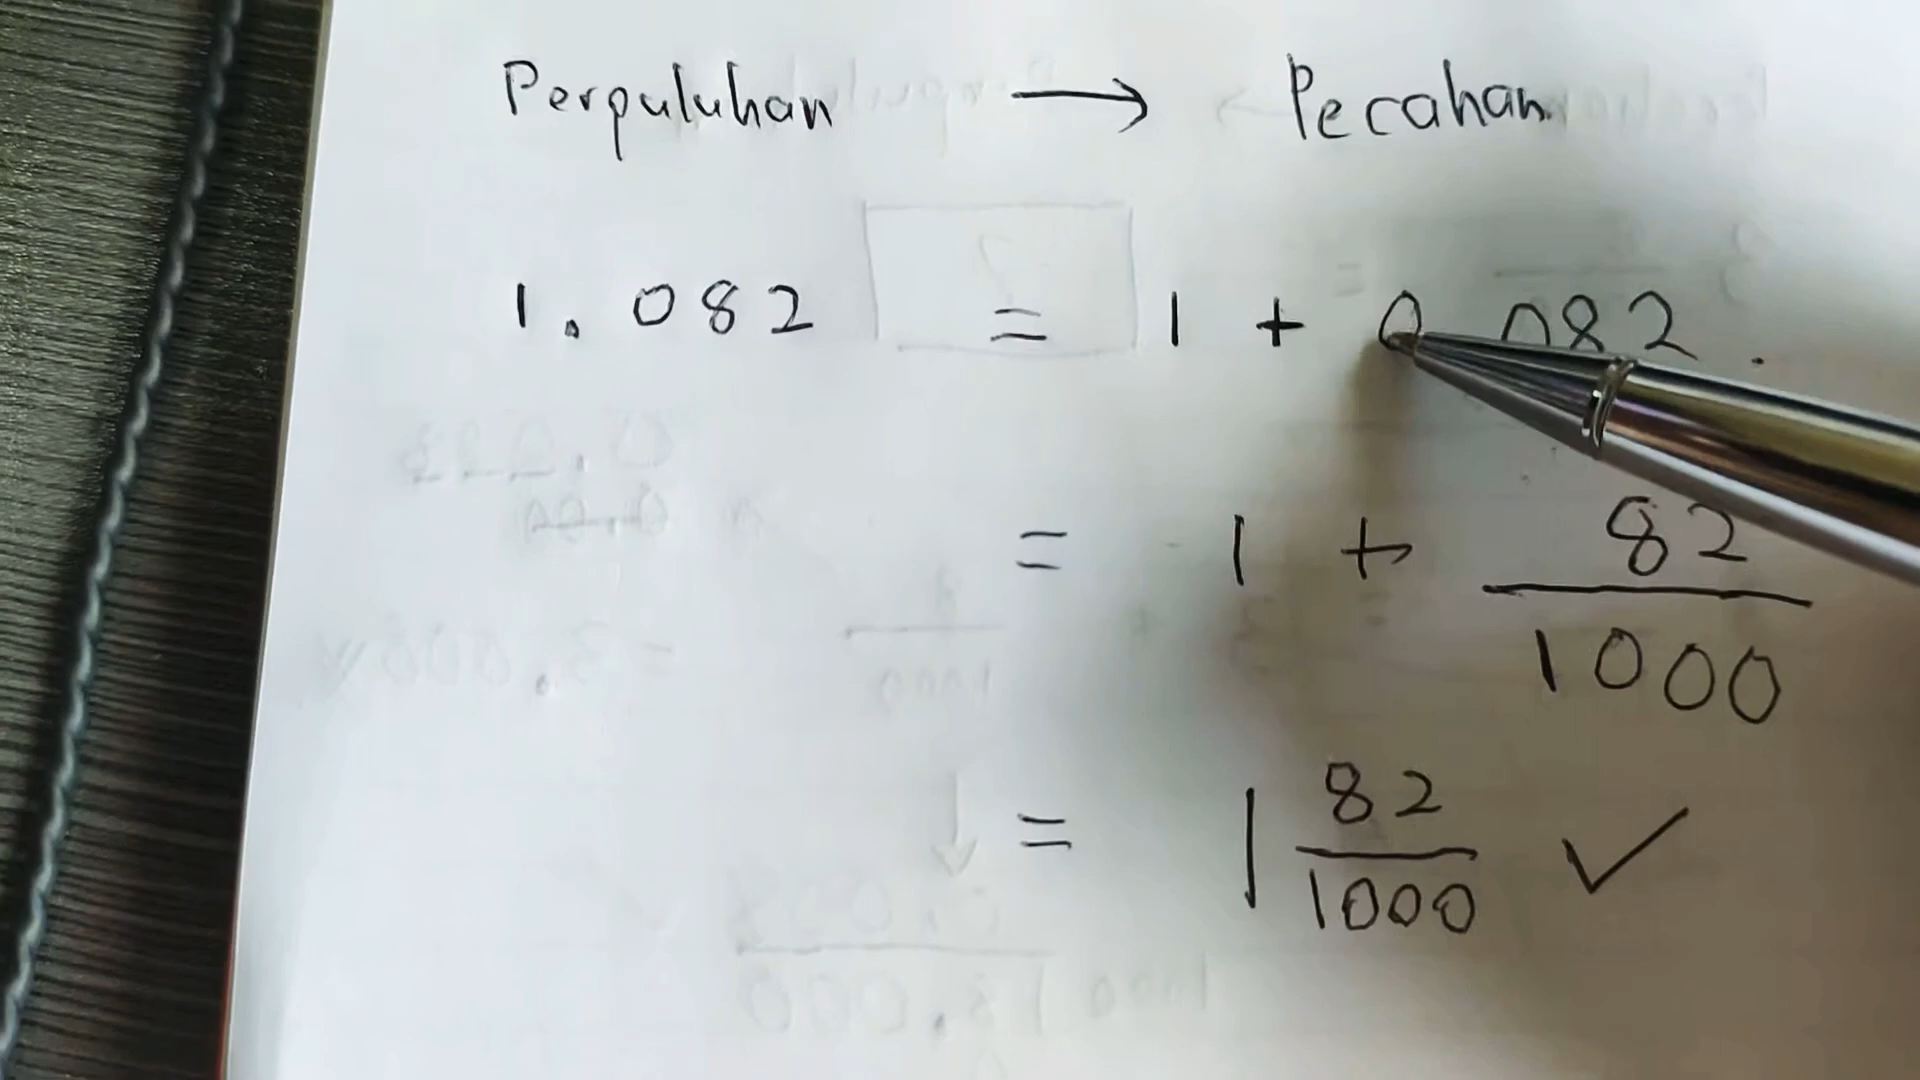 Perpuluhan → Pecahan
1.082 = 1 + 0 082 .
= 1 + 82/1000
= 1 82/1000 ✓